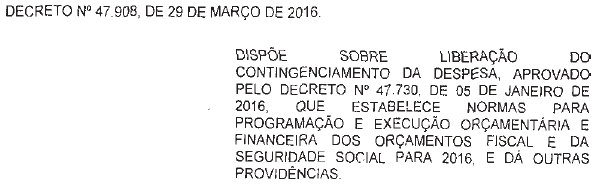 DECRETO Nº 47.908, DE 29 DE MARÇO DE 2016.
DISPÕE SOBRE LIBERAÇÃO DO
CONTINGENCIAMENTO DA DESPESA, APROVADO
PELO DECRETO Nº 47.730, DE 05 DE JANEIRO DE
2016, QUE ESTABELECE NORMAS PARA
PROGRAMAÇÃO E EXECUÇÃO ORÇAMENTÁRIA E
FINANCEIRA DOS ORÇAMENTOS FISCAL E DA
SEGURIDADE SOCIAL PARA 2016, E DÁ OUTRAS
PROVIDÊNCIAS.